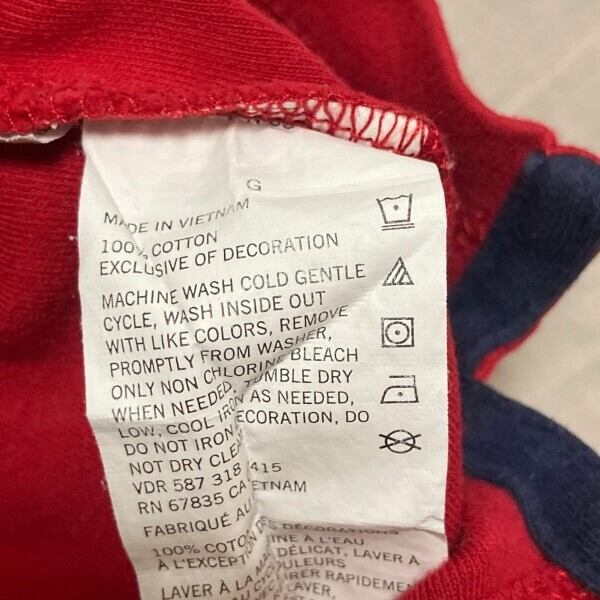 G
MADE IN VIETNAM
100% COTTON
EXCLUSIVE OF DECORATION
MACHINE WASH COLD GENTLE
CYCLE, WASH INSIDE OUT
WITH LIKE COLORS, REMOVE
PROMPTLY FROM WASHER,
ONLY NON CHLORINE BLEACH
WHEN NEEDED, TUMBLE DRY
LOW, COOL IRON AS NEEDED,
DO NOT IRON DECORATION, DO
NOT DRY CLEAN
VDR 587 318 415
RN 67835 CA VIETNAM
FABRIQUÉ AU
100% COTON
À L'EXCEPTION DES DÉCORATIONS
LAVER À LA MACHINE À L'EAU
DÉLICAT, LAVER À
RAPIDEMENT